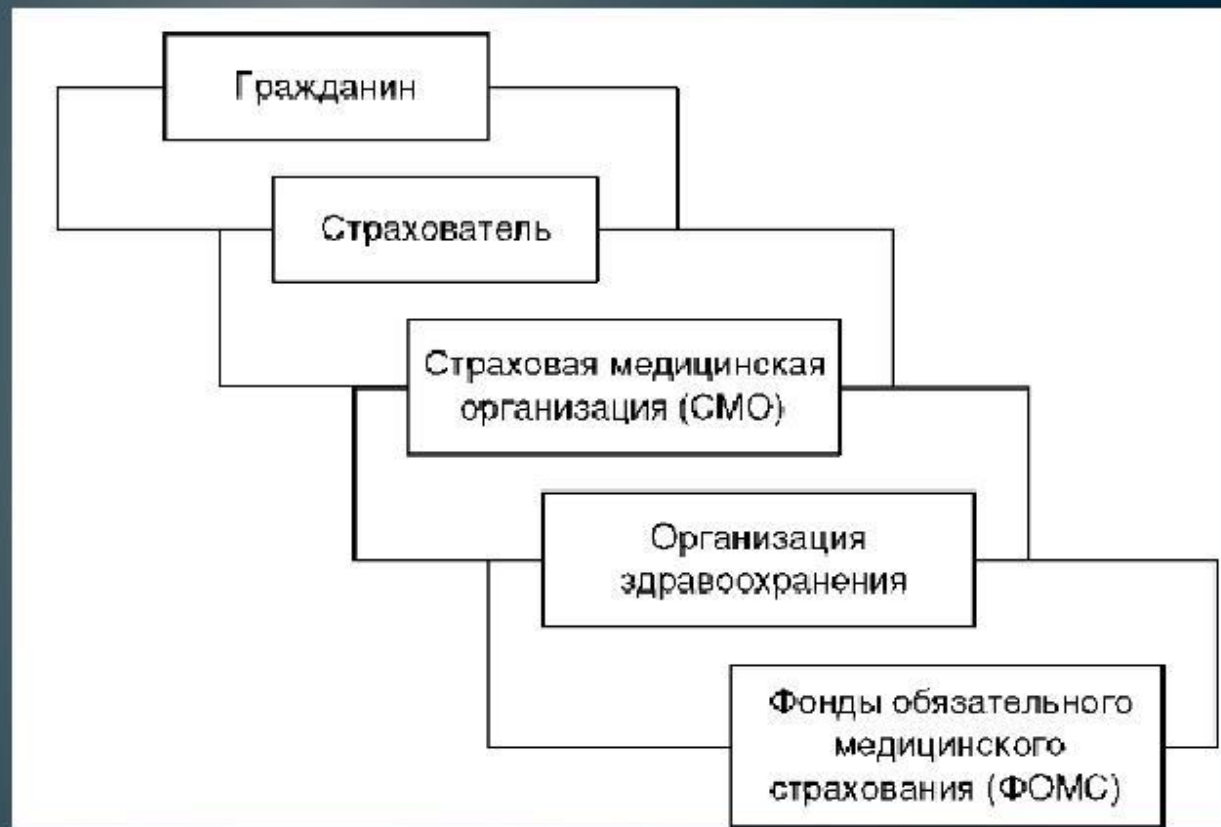 Гражданин
Страхователь
Страховая медицинская
организация (СМО)
Организация
здравоохранения
Фонды обязательного
медицинского
страхования (ФОМС)